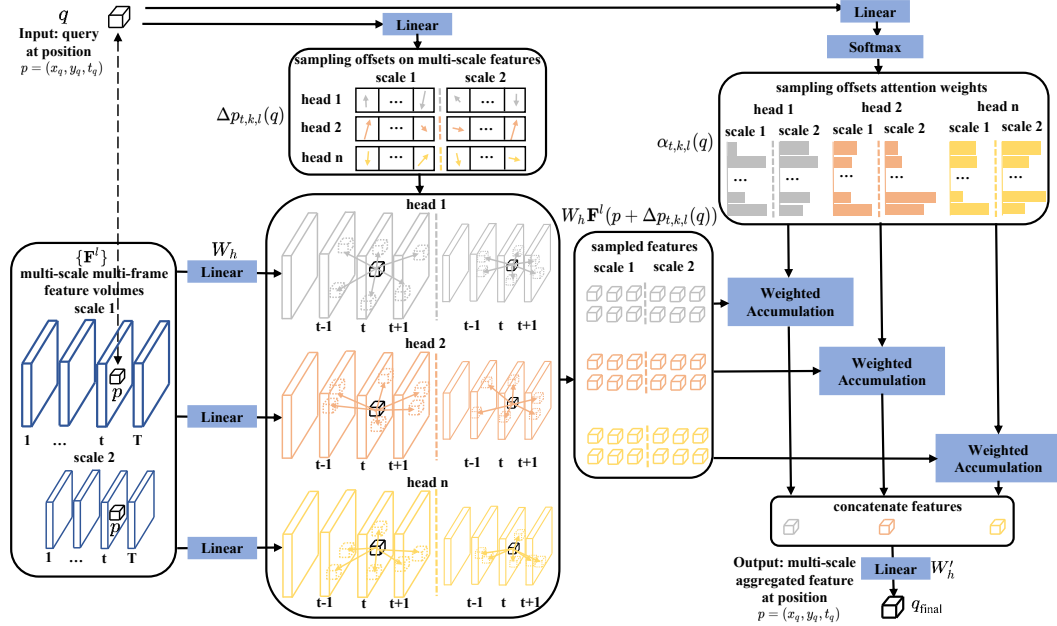 q
Input: query
at position
p = (x_q, y_q, t_q)
Linear
Linear
Softmax
sampling offsets on multi-scale features
scale 1 scale 2
Δp_{t,k,l}(q)
head 1 ... ...
head 2 ... ...
head n ... ...
sampling offsets attention weights
head 1 head 2 head n
scale 1 scale 2 scale 1 scale 2 scale 1 scale 2
α_{t,k,l}(q)
... ... ...
{F^l}
multi-scale multi-frame
feature volumes
scale 1
p
1 ... t T
scale 2
p
1 ... t T
W_h
Linear
Linear
Linear
head 1
t-1 t t+1 t-1 t t+1
head 2
t-1 t t+1 t-1 t t+1
head n
t-1 t t+1 t-1 t t+1
W_h F^l(p + Δp_{t,k,l}(q))
sampled features
scale 1 scale 2
Weighted
Accumulation
Weighted
Accumulation
Weighted
Accumulation
concatenate features
Linear W'_h
Output: multi-scale
aggregated feature
at position
p = (x_q, y_q, t_q)
q_final